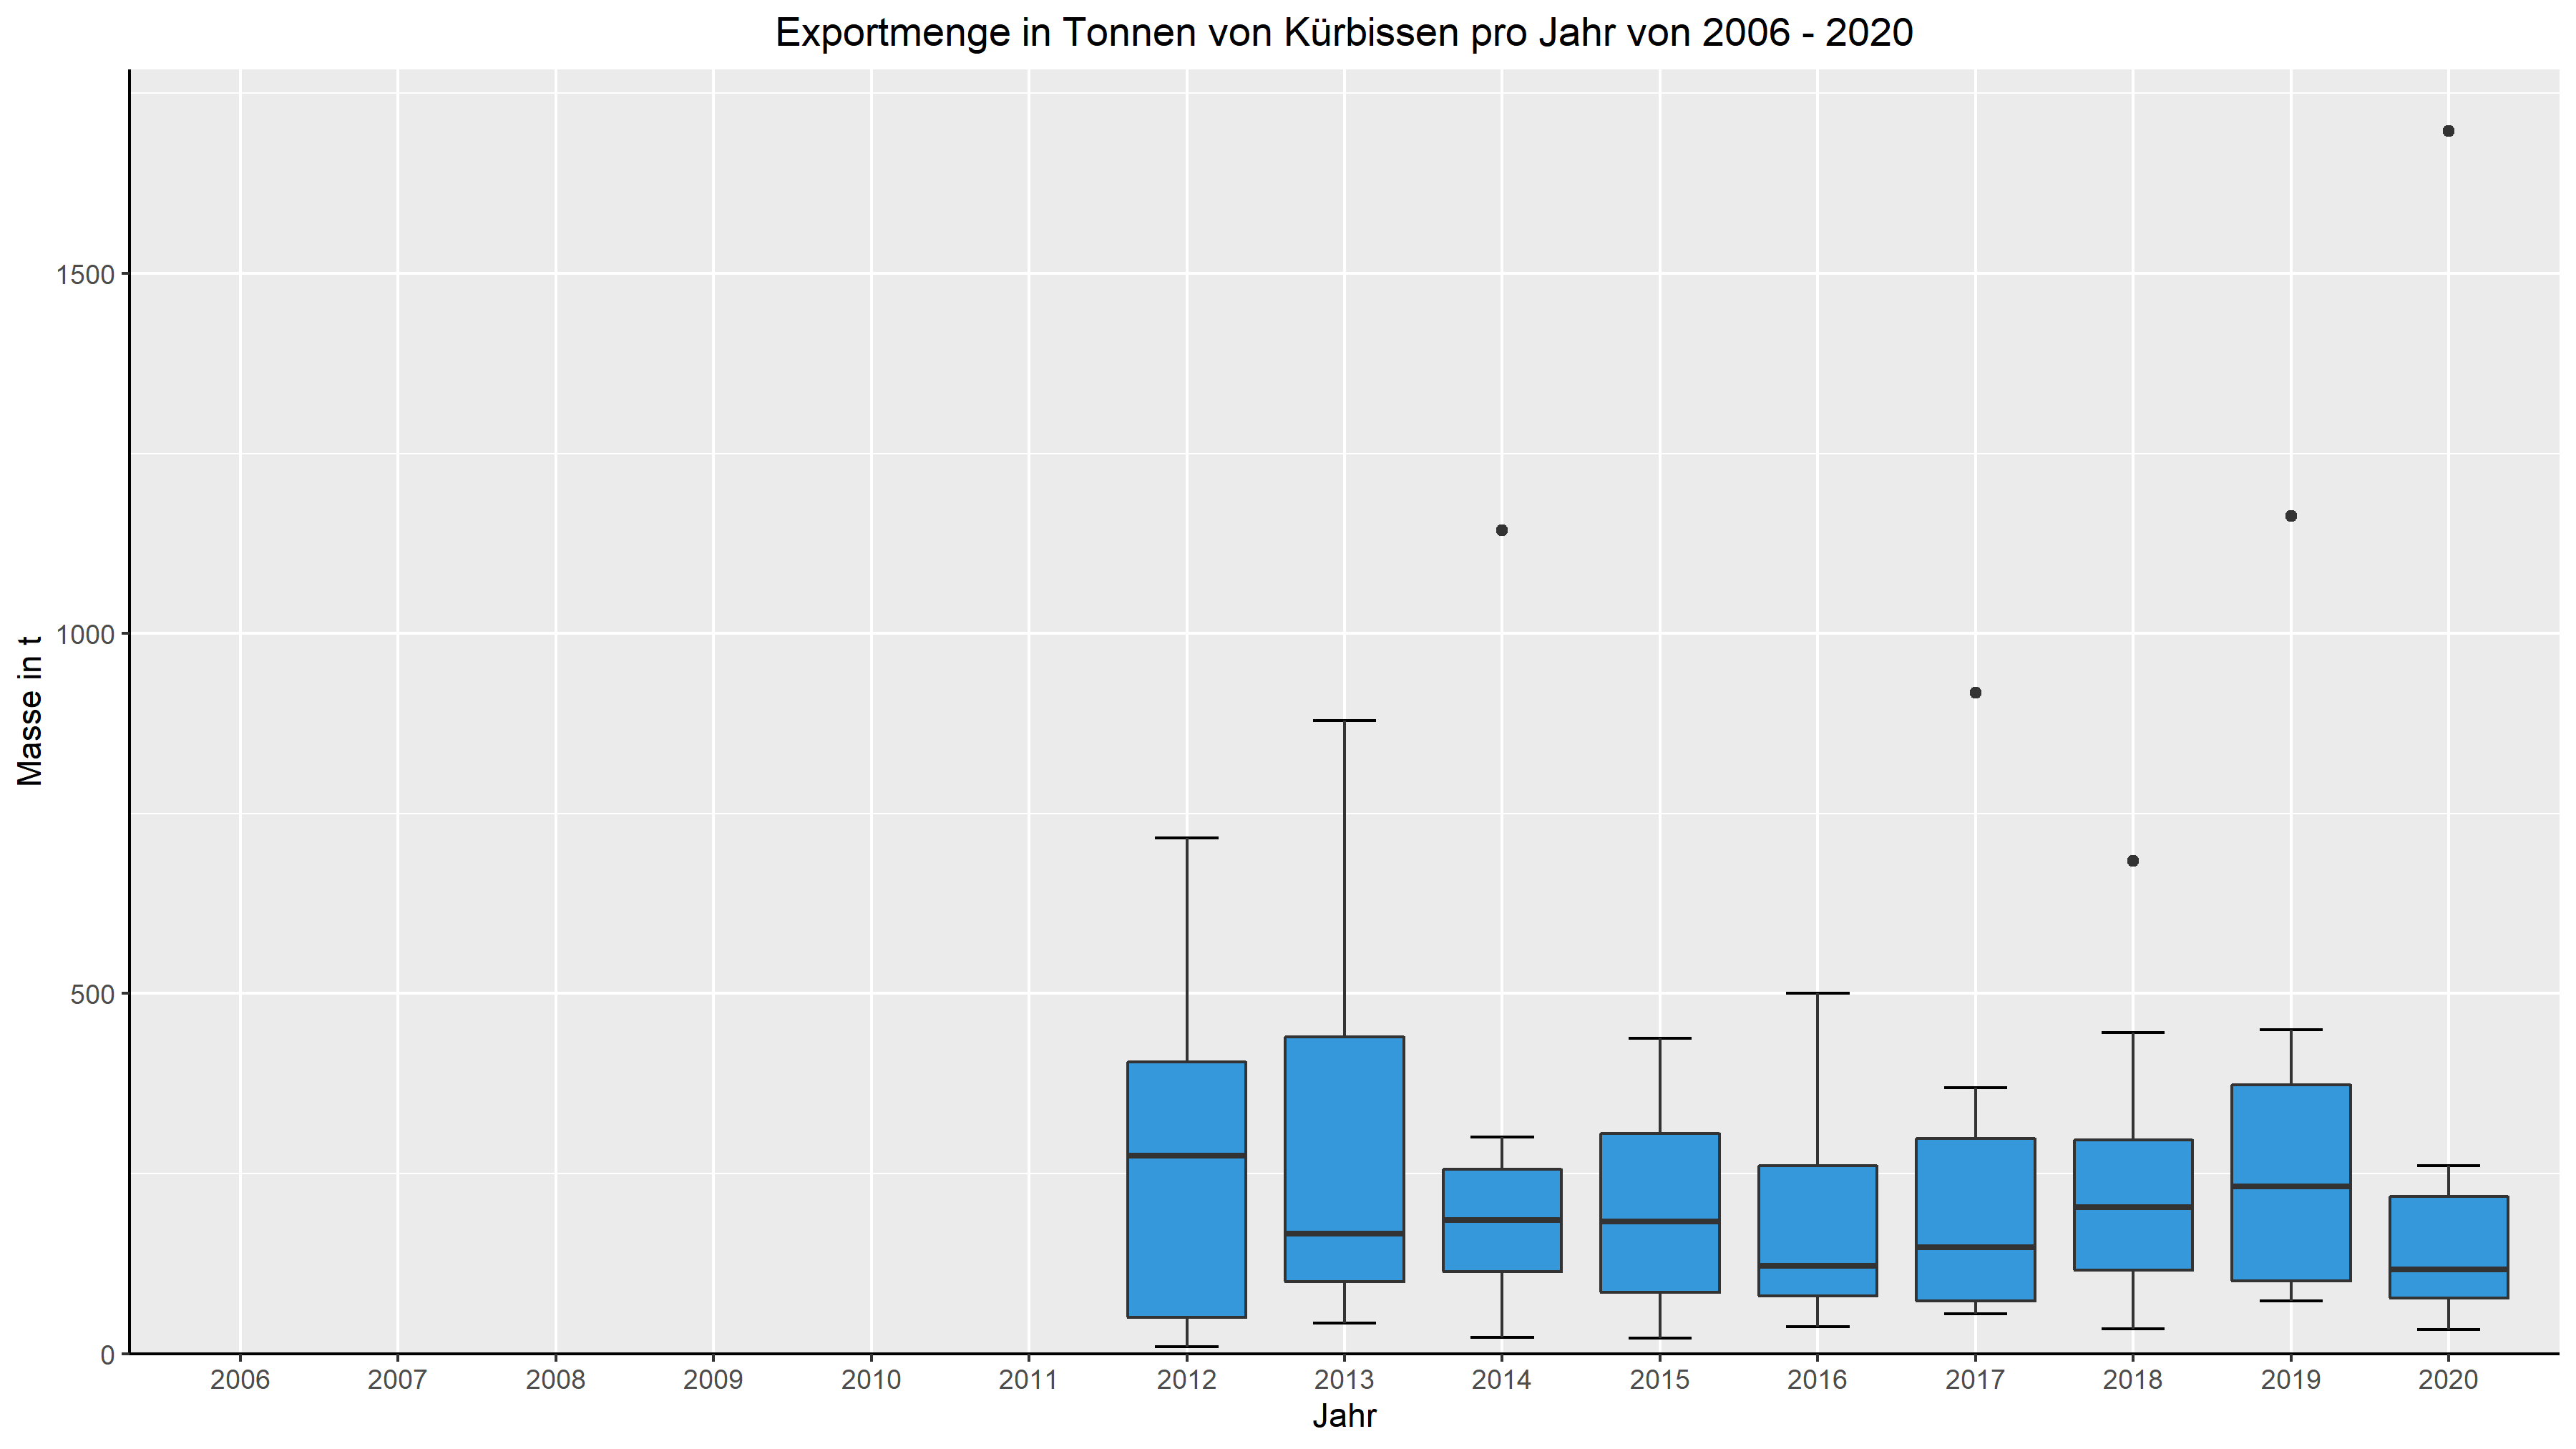 Exportmenge in Tonnen von Kürbissen pro Jahr von 2006 - 2020
Masse in t
1500
1000
500
0
2006 2007 2008 2009 2010 2011 2012 2013 2014 2015 2016 2017 2018 2019 2020
Jahr